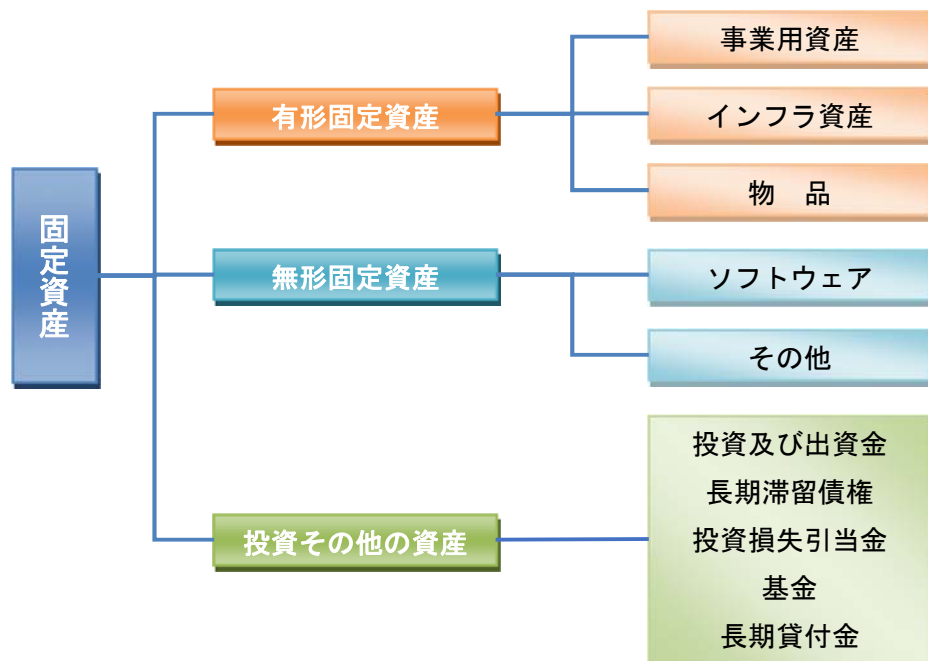 固定資産
有形固定資産
事業用資産
インフラ資産
物　品
無形固定資産
ソフトウェア
その他
投資その他の資産
投資及び出資金
長期滞留債権
投資損失引当金
基金
長期貸付金